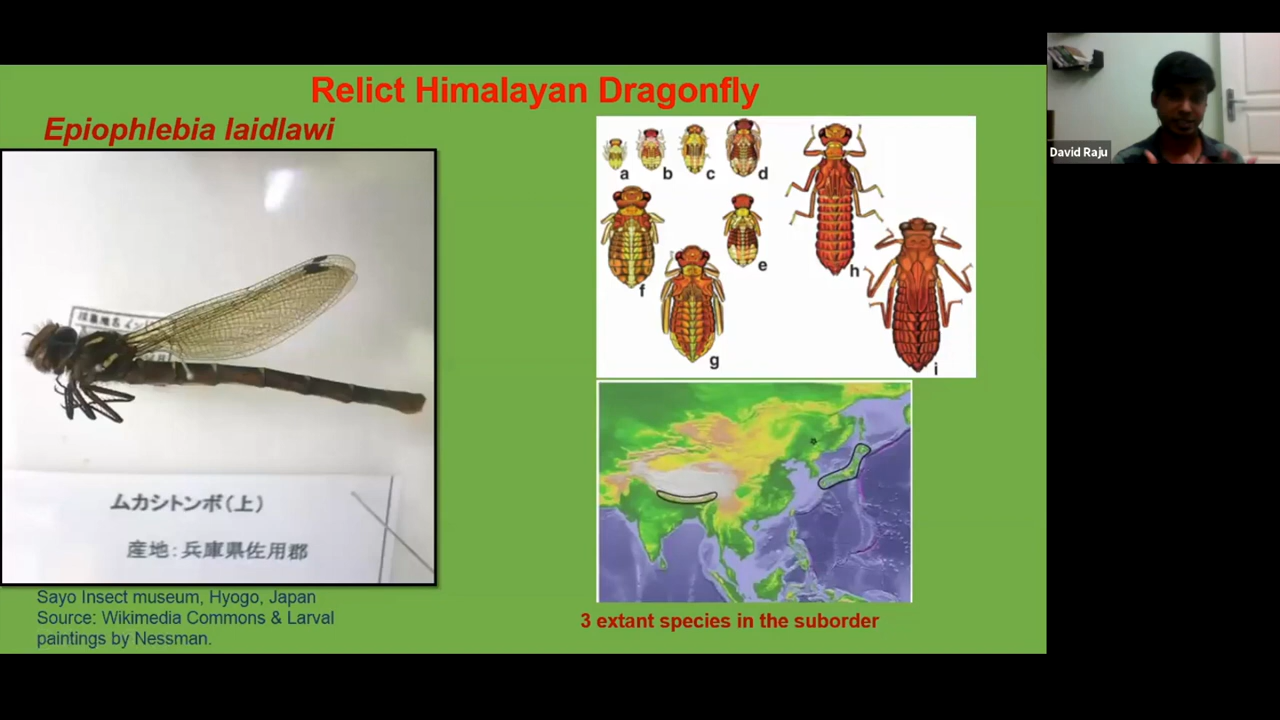 Relict Himalayan Dragonfly
Epiophlebia laidlawi
a
b
c
d
e
f
g
h
i
ムカシトンボ(上)
産地:兵庫県佐用郡
Sayo Insect museum, Hyogo, Japan
Source: Wikimedia Commons & Larval
paintings by Nessman.
3 extant species in the suborder
David Raju